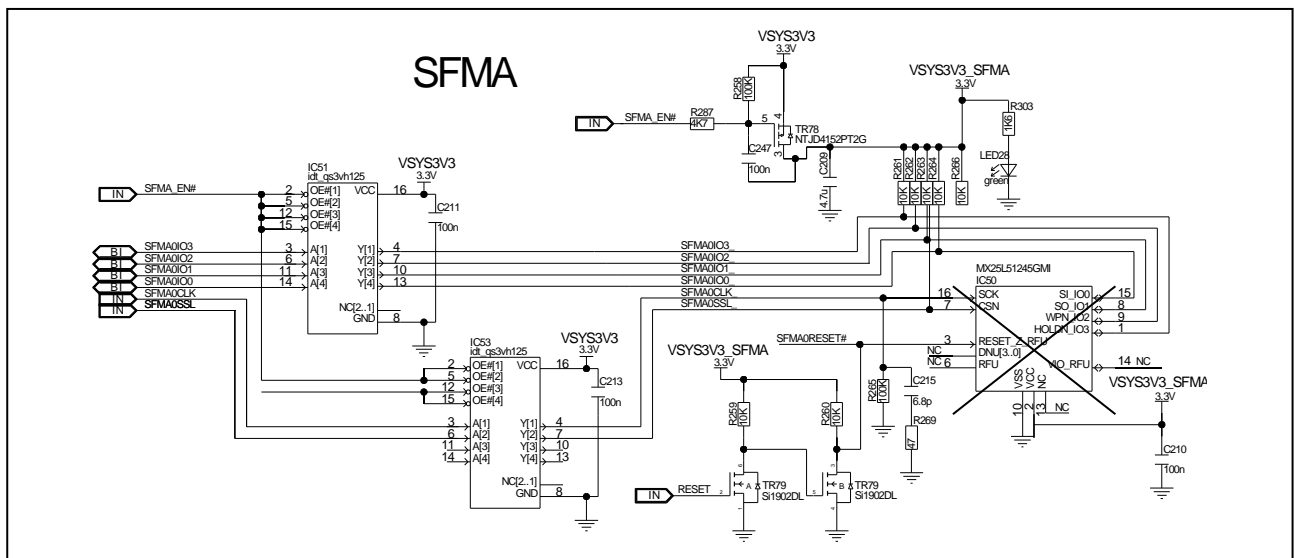 SFMA
VSYS3V3
3.3V
R258
100K
IN
SFMA_EN#
R287
4K7
5
4
3
TR78
NTJD4152PT2G
C247
100n
C209
4.7u
VSYS3V3_SFMA
3.3V
R303
1K6
LED28
green
R261
10K
R262
10K
R263
10K
R264
10K
R266
10K
IC51
idt_qs3vh125
VSYS3V3
3.3V
IN
SFMA_EN#
2 OE#[1] VCC 16
5 OE#[2]
12 OE#[3]
15 OE#[4]
C211
100n
BI SFMA0IO3 3 A[1] Y[1] 4 SFMA0IO3_
BI SFMA0IO2 6 A[2] Y[2] 7 SFMA0IO2_
BI SFMA0IO1 11 A[3] Y[3] 10 SFMA0IO1_
BI SFMA0IO0 14 A[4] Y[4] 13 SFMA0IO0_
IN SFMA0CLK SFMA0CLK_
IN SFMA0SSL SFMA0SSL_
NC[2..1]
GND 8
IC53
idt_qs3vh125
VSYS3V3
3.3V
2 OE#[1] VCC 16
5 OE#[2]
12 OE#[3]
15 OE#[4]
C213
100n
3 A[1] Y[1] 4
6 A[2] Y[2] 7
11 A[3] Y[3] 10
14 A[4] Y[4] 13
NC[2..1]
GND 8
MX25L51245GMI
IC50
16 SCK SI_IO0 15
7 CSN SO_IO1 8
WPN_IO2 9
HOLDN_IO3 1
SFMA0RESET# 3 RESET_Z_RFU
NC DNU[3..0]
NC 6 RFU VIO_RFU 14 NC
VSS VCC NC
10 2 13 NC
VSYS3V3_SFMA
3.3V
C210
100n
VSYS3V3_SFMA
3.3V
R259
10K
R260
10K
R265
100K
C215
6.8p
R269
47
IN RESET 2
6
A
1
TR79
Si1902DL
5
3
B
4
TR79
Si1902DL